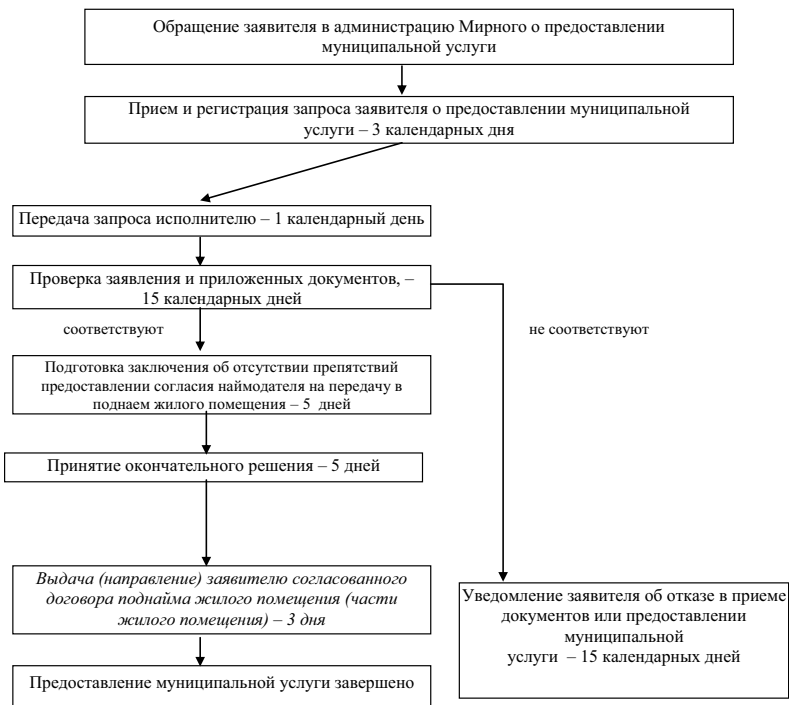 Обращение заявителя в администрацию Мирного о предоставлении
муниципальной услуги
Прием и регистрация запроса заявителя о предоставлении муниципальной
услуги – 3 календарных дня
Передача запроса исполнителю – 1 календарный день
Проверка заявления и приложенных документов, –
15 календарных дней
соответствуют
не соответствуют
Подготовка заключения об отсутствии препятствий
предоставлении согласия наймодателя на передачу в
поднаем жилого помещения – 5 дней
Принятие окончательного решения – 5 дней
Выдача (направление) заявителю согласованного
договора поднайма жилого помещения (части
жилого помещения) – 3 дня
Уведомление заявителя об отказе в приеме
документов или предоставлении
муниципальной
услуги – 15 календарных дней
Предоставление муниципальной услуги завершено